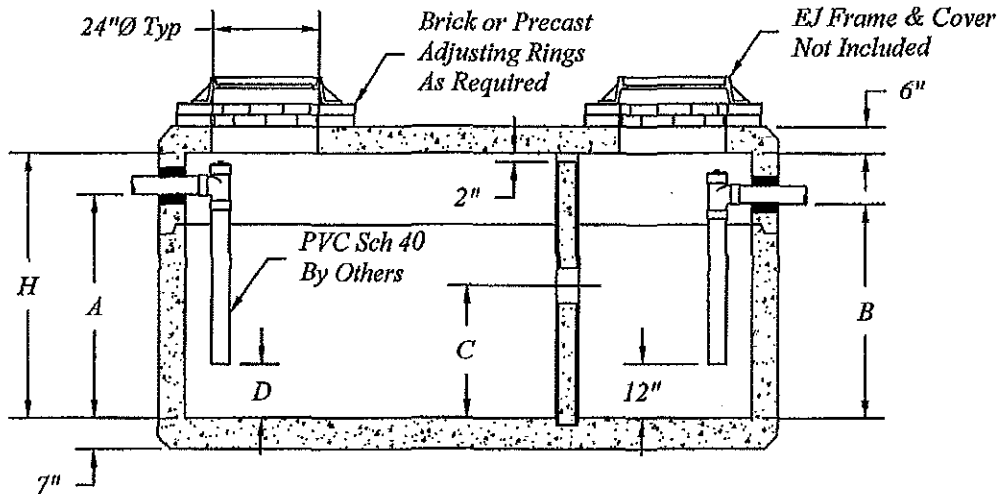 24"Ø Typ
Brick or Precast
Adjusting Rings
As Required
EJ Frame & Cover
Not Included
6"
2"
PVC Sch 40
By Others
H
A
C
B
D
12"
7"